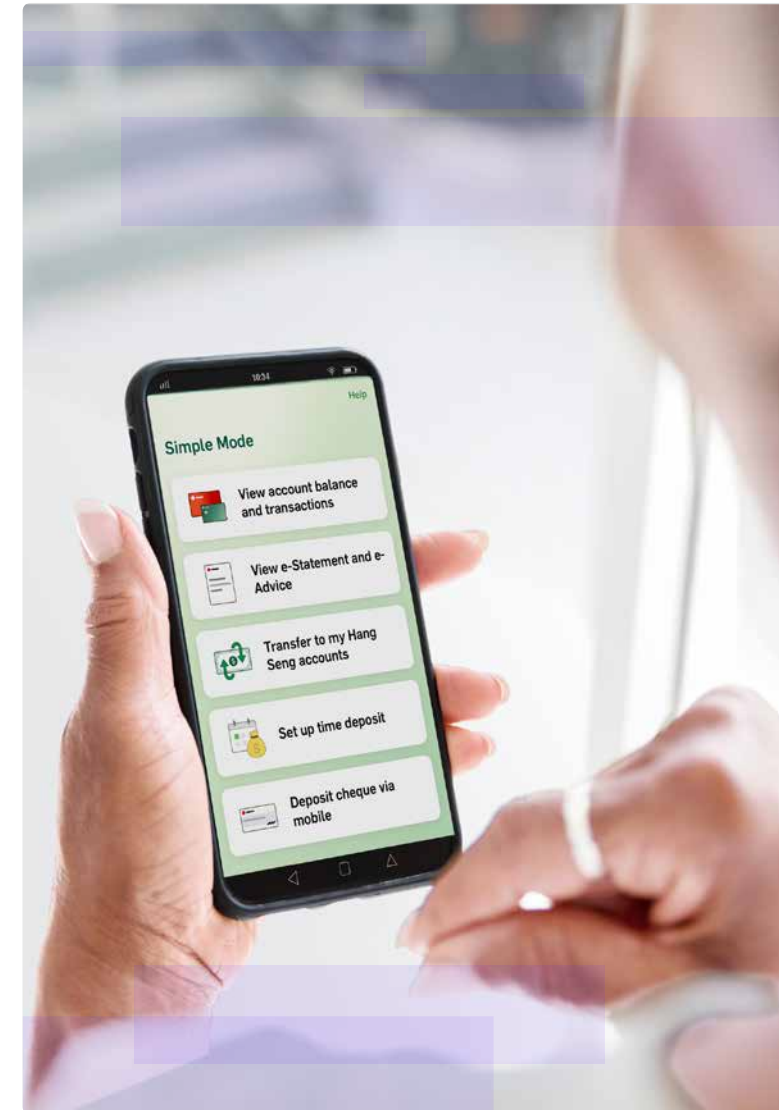 10:34
Help
Simple Mode
View account balance
and transactions
View e-Statement and e-
Advice
Transfer to my Hang
Seng accounts
Set up time deposit
Deposit cheque via
mobile